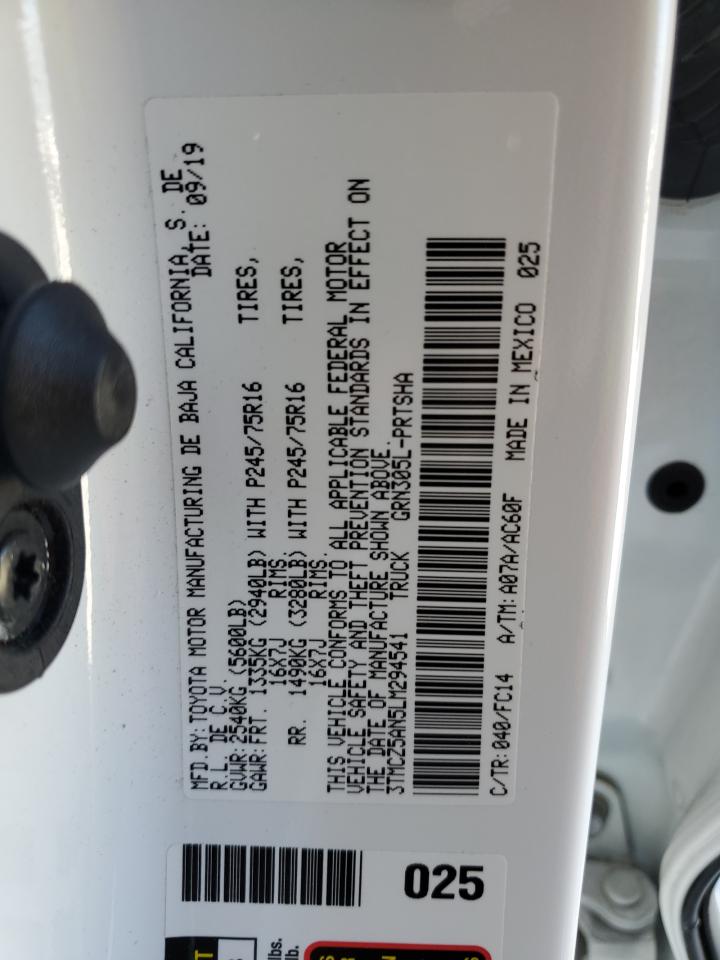 MFD.BY: TOYOTA MOTOR MANUFACTURING DE BAJA CALIFORNIA, S. DE
R.L. DE C.V. DATE: 09/19
GVWR: 2540KG (5600LB)
GAWR: FRT. 1335KG (2940LB) WITH P245/75R16 TIRES,
16X7J RIMS
RR. 1490KG (3280LB) WITH P245/75R16 TIRES,
16X7J RIMS.
THIS VEHICLE CONFORMS TO ALL APPLICABLE FEDERAL MOTOR
VEHICLE SAFETY AND THEFT PREVENTION STANDARDS IN EFFECT ON
THE DATE OF MANUFACTURE SHOWN ABOVE.
3TMCZ5AN5LM294541 TRUCK GRN305L-PRTSHA
C/TR: 040/FC14 A/TM: A07A/AC60F MADE IN MEXICO 025
025
lbs.
lb.